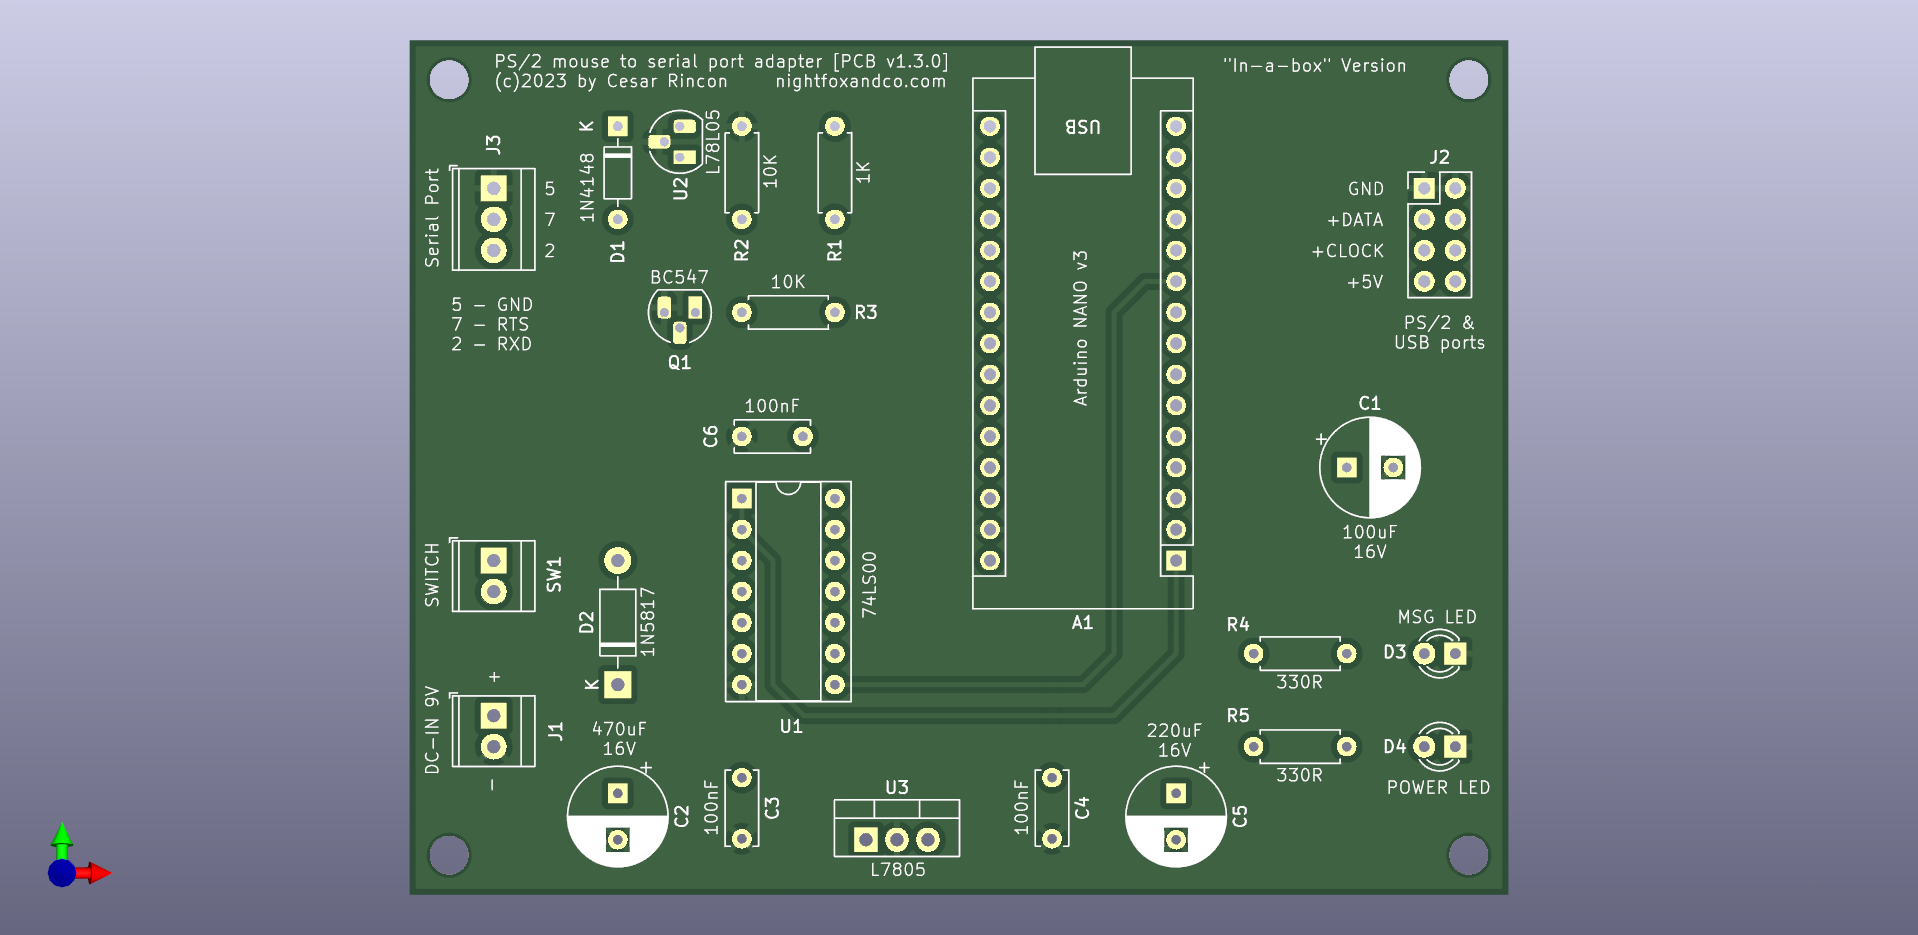 PS/2 mouse to serial port adapter [PCB v1.3.0]
(c)2023 by Cesar Rincon nightfoxandco.com
"In-a-box" Version
USB
K
1N4148
D1
L78L05
U2
10K
R2
1K
R1
J3
Serial Port
5
7
2
5 - GND
7 - RTS
2 - RXD
BC547
Q1
10K
R3
Arduino NANO v3
A1
J2
GND
+DATA
+CLOCK
+5V
PS/2 &
USB ports
100nF
C6
C1
+
100uF
16V
SWITCH
SW1
D2
1N5817
K
74LS00
U1
DC-IN 9V
+
-
J1
470uF
16V
+
C2
100nF
C3
U3
L7805
100nF
C4
220uF
16V
+
C5
R4
330R
MSG LED
D3
R5
330R
D4
POWER LED